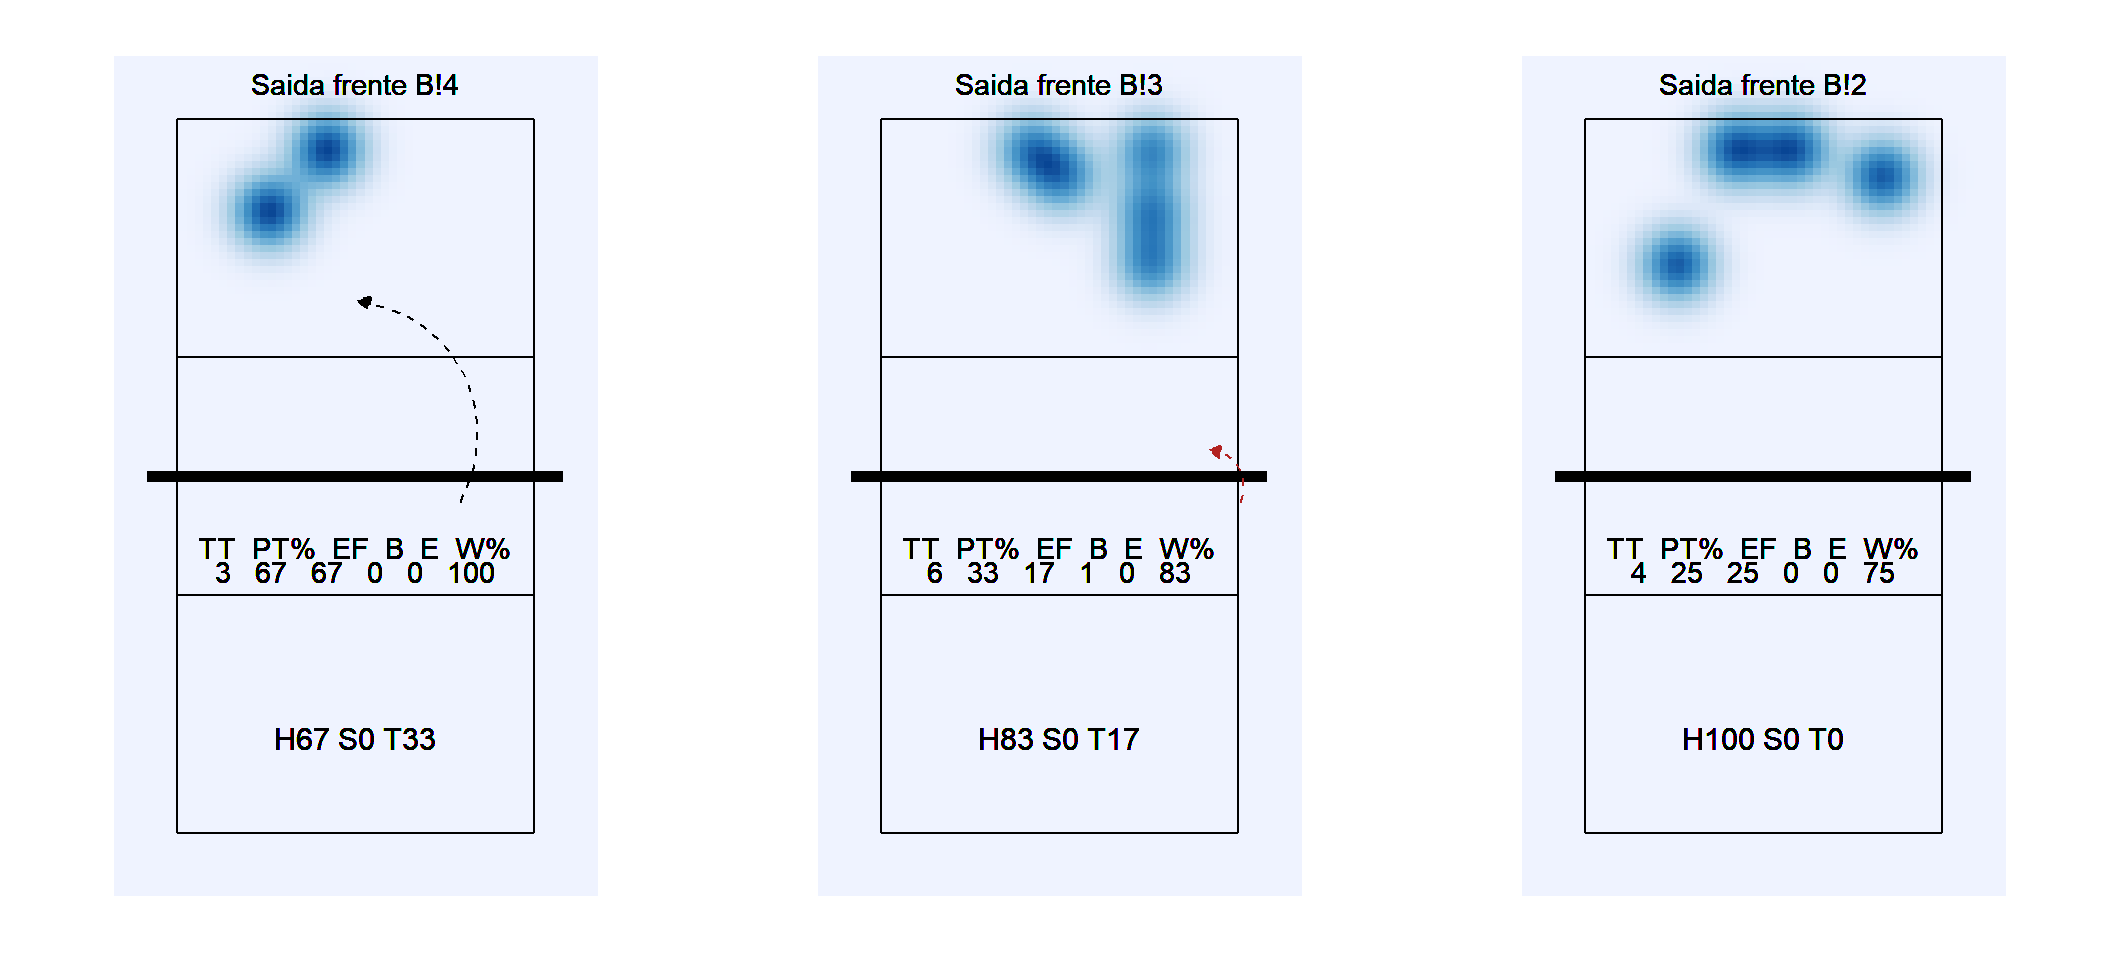 Saida frente B!4
TT PT% EF B E W%
3 67 67 0 0 100
H67 S0 T33
Saida frente B!3
TT PT% EF B E W%
6 33 17 1 0 83
H83 S0 T17
Saida frente B!2
TT PT% EF B E W%
4 25 25 0 0 75
H100 S0 T0